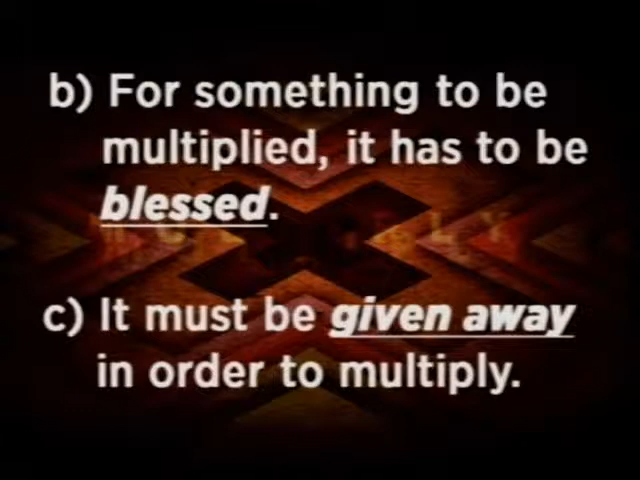 b) For something to be
multiplied, it has to be
blessed.
c) It must be given away
in order to multiply.